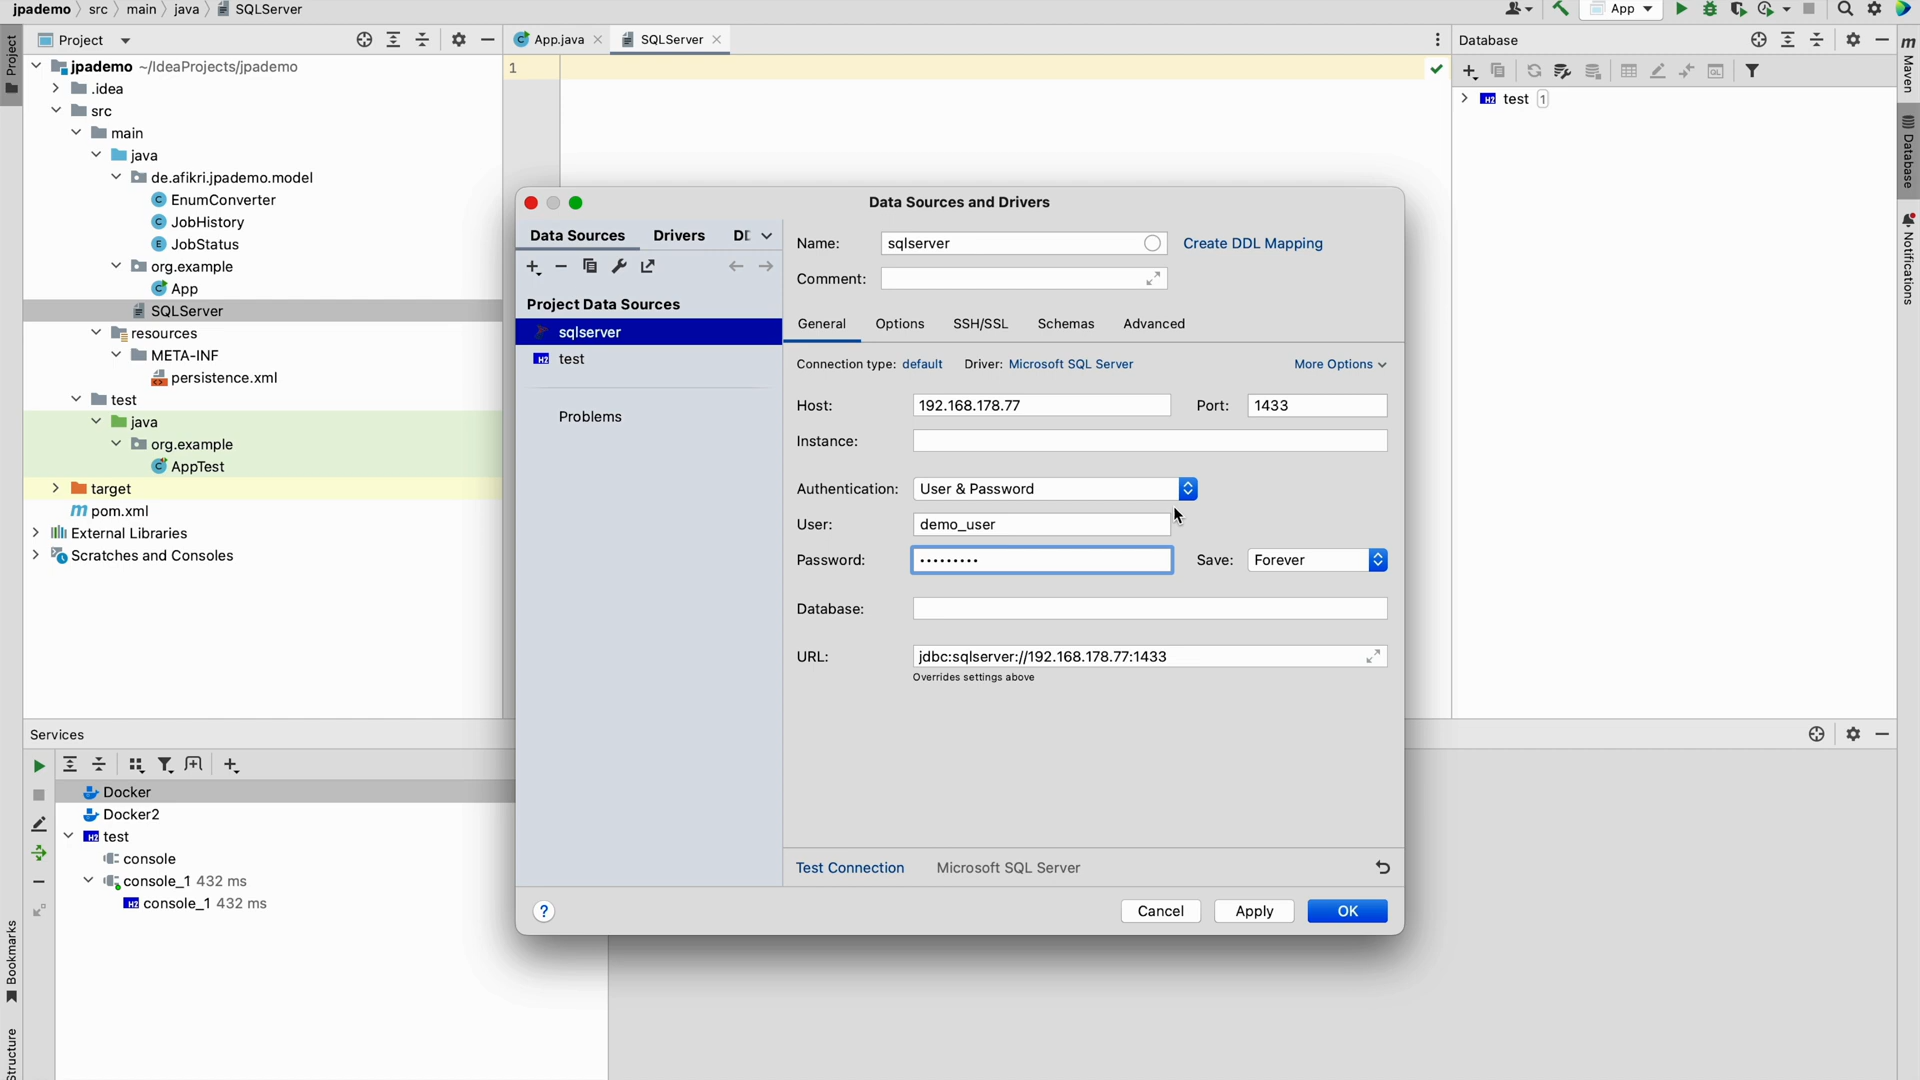 jpademo src main java SQLServer
App
Project
App.java
SQLServer
Database
jpademo ~/IdeaProjects/jpademo
.idea
src
main
java
de.afikri.jpademo.model
EnumConverter
JobHistory
JobStatus
org.example
App
SQLServer
resources
META-INF
persistence.xml
test
java
org.example
AppTest
target
pom.xml
External Libraries
Scratches and Consoles
1
test 1
Project
Maven
Database
Notifications
Data Sources and Drivers
Data Sources Drivers
Project Data Sources
sqlserver
test
Problems
Name: sqlserver Create DDL Mapping
Comment:
General Options SSH/SSL Schemas Advanced
Connection type: default Driver: Microsoft SQL Server More Options
Host: 192.168.178.77 Port: 1433
Instance:
Authentication: User & Password
User: demo_user
Password: ••••••••• Save: Forever
Database:
URL: jdbc:sqlserver://192.168.178.77:1433
Overrides settings above
Test Connection Microsoft SQL Server
? Cancel Apply OK
Services
Docker
Docker2
test
console
console_1 432 ms
console_1 432 ms
Bookmarks